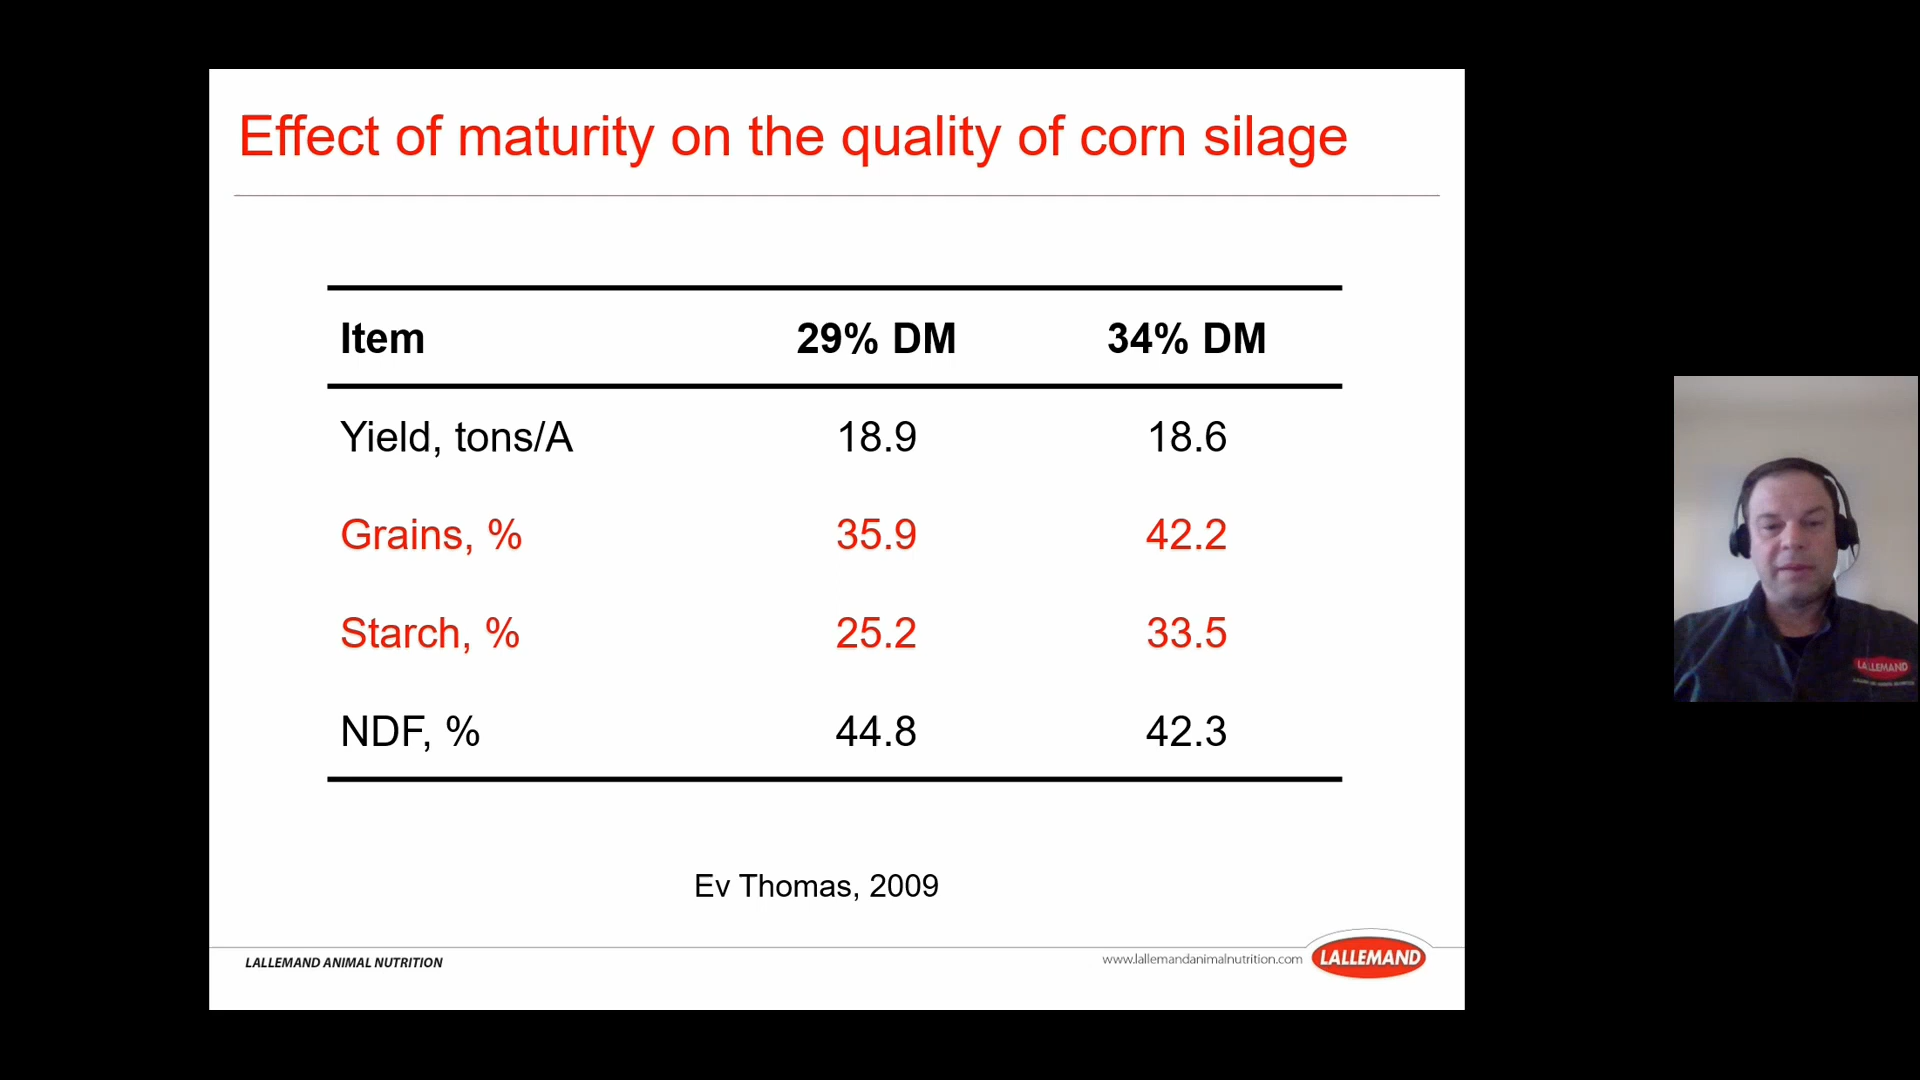 Effect of maturity on the quality of corn silage
Item 29% DM 34% DM
Yield, tons/A 18.9 18.6
Grains, % 35.9 42.2
Starch, % 25.2 33.5
NDF, % 44.8 42.3
Ev Thomas, 2009
LALLEMAND ANIMAL NUTRITION
www.lallemandanimalnutrition.com
LALLEMAND
LALLEMAND